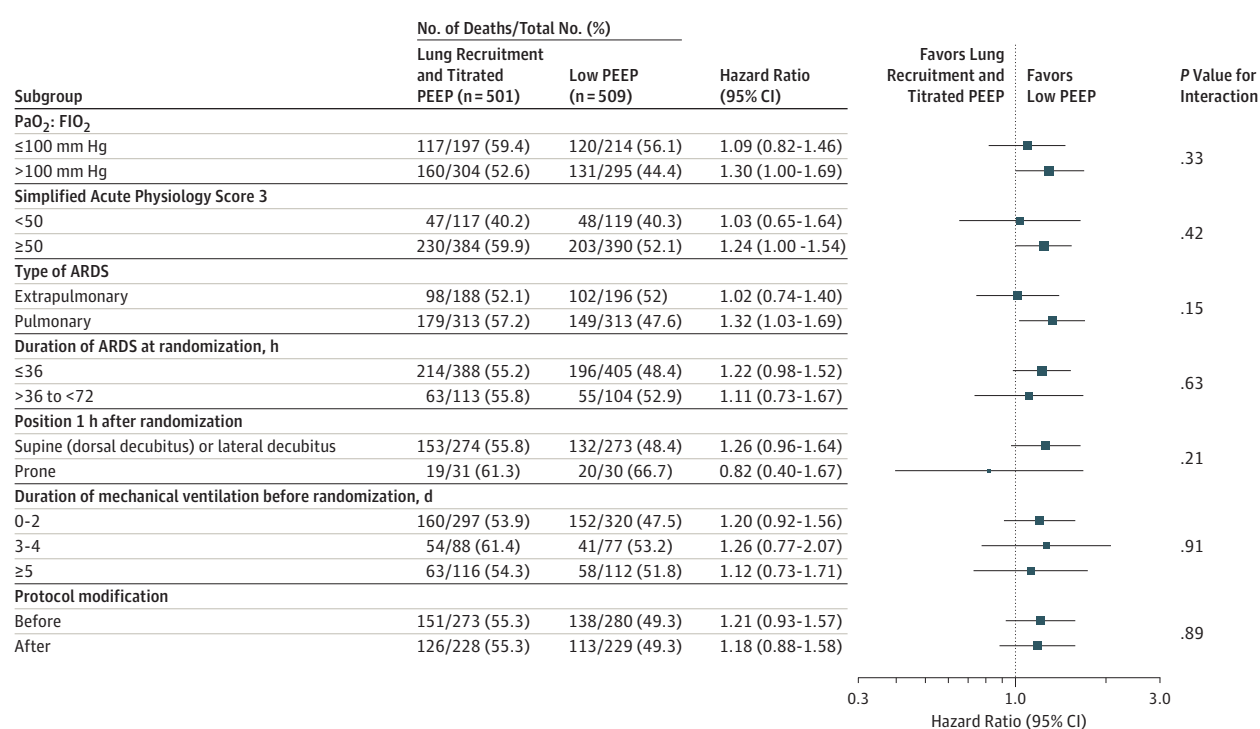 No. of Deaths/Total No. (%)
Lung Recruitment and Titrated PEEP (n = 501)
Low PEEP (n = 509)
Hazard Ratio (95% CI)
Favors Lung Recruitment and Titrated PEEP
Favors Low PEEP
P Value for Interaction
Subgroup
PaO2: FIO2
≤100 mm Hg 117/197 (59.4) 120/214 (56.1) 1.09 (0.82-1.46)
.33
>100 mm Hg 160/304 (52.6) 131/295 (44.4) 1.30 (1.00-1.69)
Simplified Acute Physiology Score 3
<50 47/117 (40.2) 48/119 (40.3) 1.03 (0.65-1.64)
.42
≥50 230/384 (59.9) 203/390 (52.1) 1.24 (1.00 -1.54)
Type of ARDS
Extrapulmonary 98/188 (52.1) 102/196 (52) 1.02 (0.74-1.40)
.15
Pulmonary 179/313 (57.2) 149/313 (47.6) 1.32 (1.03-1.69)
Duration of ARDS at randomization, h
≤36 214/388 (55.2) 196/405 (48.4) 1.22 (0.98-1.52)
.63
>36 to <72 63/113 (55.8) 55/104 (52.9) 1.11 (0.73-1.67)
Position 1 h after randomization
Supine (dorsal decubitus) or lateral decubitus 153/274 (55.8) 132/273 (48.4) 1.26 (0.96-1.64)
.21
Prone 19/31 (61.3) 20/30 (66.7) 0.82 (0.40-1.67)
Duration of mechanical ventilation before randomization, d
0-2 160/297 (53.9) 152/320 (47.5) 1.20 (0.92-1.56)
3-4 54/88 (61.4) 41/77 (53.2) 1.26 (0.77-2.07) .91
≥5 63/116 (54.3) 58/112 (51.8) 1.12 (0.73-1.71)
Protocol modification
Before 151/273 (55.3) 138/280 (49.3) 1.21 (0.93-1.57)
.89
After 126/228 (55.3) 113/229 (49.3) 1.18 (0.88-1.58)
0.3 1.0 3.0
Hazard Ratio (95% CI)